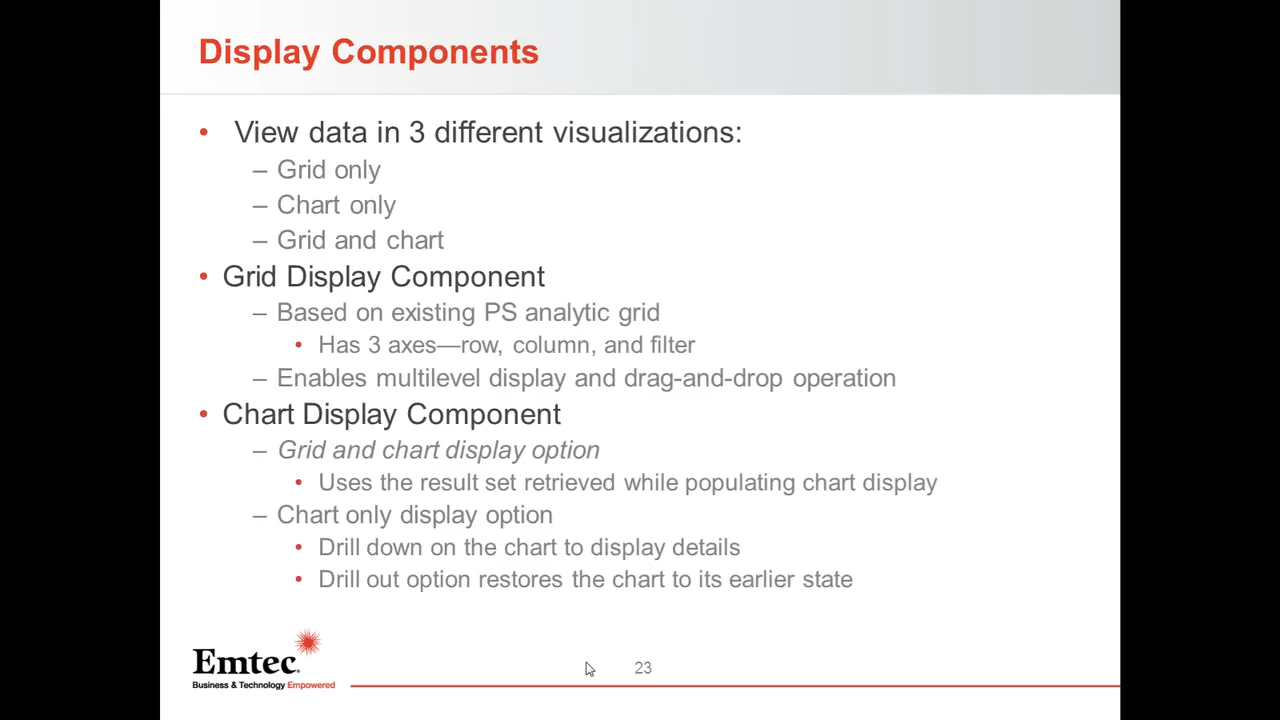 Display Components
• View data in 3 different visualizations:
– Grid only
– Chart only
– Grid and chart
• Grid Display Component
– Based on existing PS analytic grid
• Has 3 axes—row, column, and filter
– Enables multilevel display and drag-and-drop operation
• Chart Display Component
– Grid and chart display option
• Uses the result set retrieved while populating chart display
– Chart only display option
• Drill down on the chart to display details
• Drill out option restores the chart to its earlier state
Emtec
Business & Technology Empowered
23